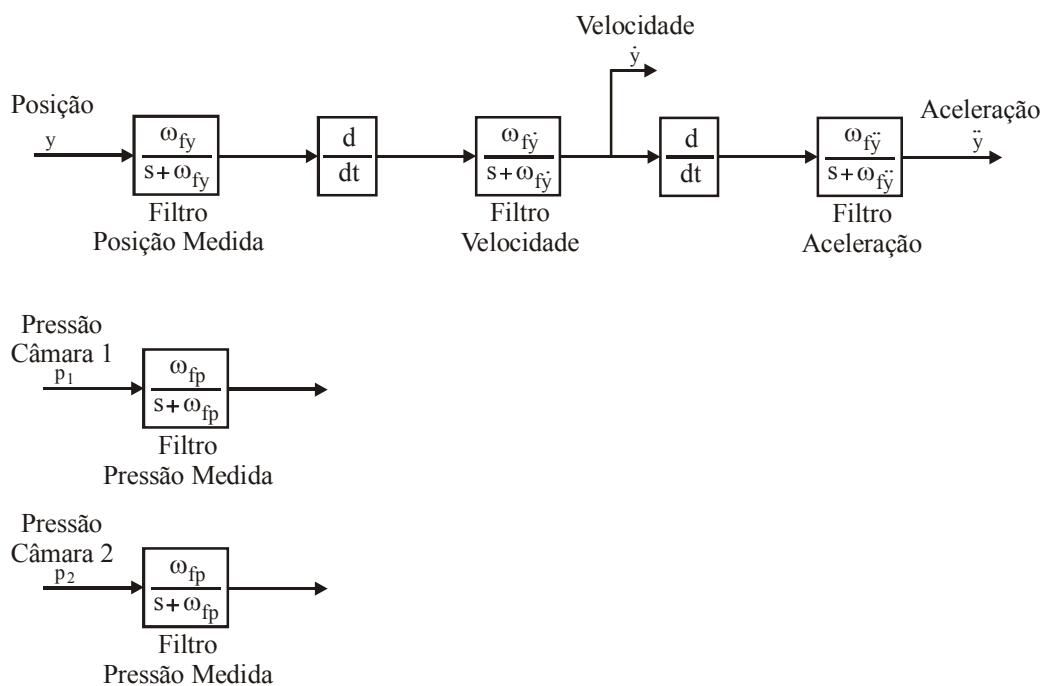 Velocidade
ẏ
Posição
y
ω_fy
s+ω_fy
Filtro
Posição Medida
d
dt
ω_fẏ
s+ω_fẏ
Filtro
Velocidade
d
dt
ω_fÿ
s+ω_fÿ
Filtro
Aceleração
Aceleração
ÿ
Pressão
Câmara 1
p₁
ω_fp
s+ω_fp
Filtro
Pressão Medida
Pressão
Câmara 2
p₂
ω_fp
s+ω_fp
Filtro
Pressão Medida